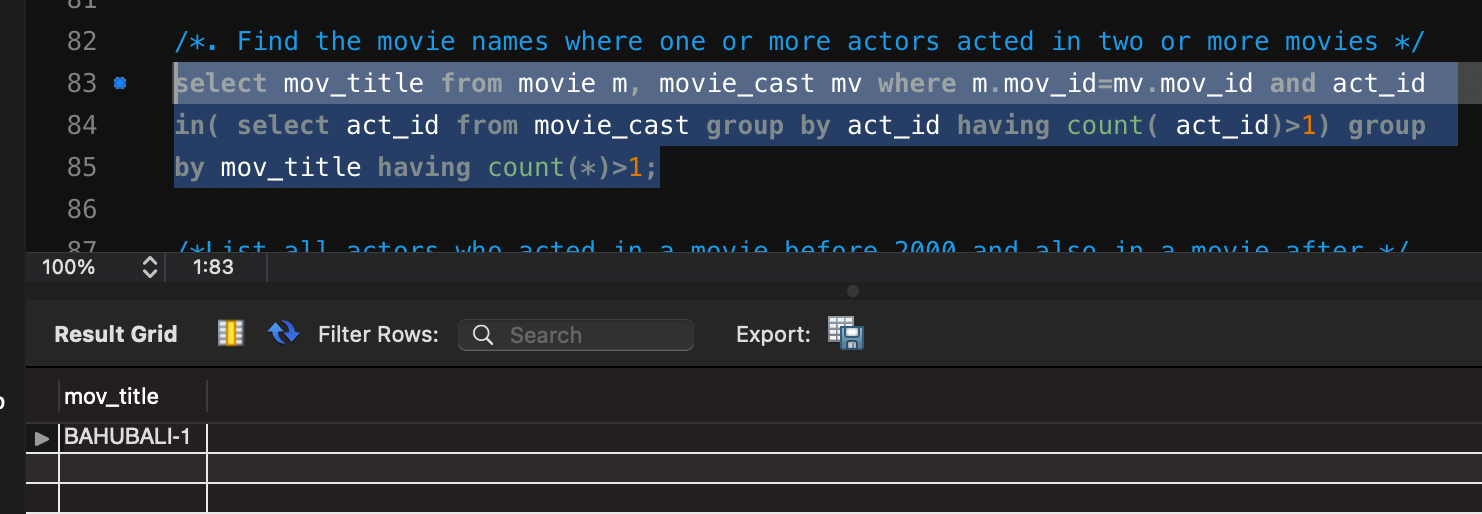 81
82 /*. Find the movie names where one or more actors acted in two or more movies */
83 select mov_title from movie m, movie_cast mv where m.mov_id=mv.mov_id and act_id
84 in( select act_id from movie_cast group by act_id having count( act_id)>1) group
85 by mov_title having count(*)>1;
86
87 /*List all actors who acted in a movie before 2000 and also in a movie after */
100% 1:83
Result Grid Filter Rows: Search Export:
mov_title
BAHUBALI-1